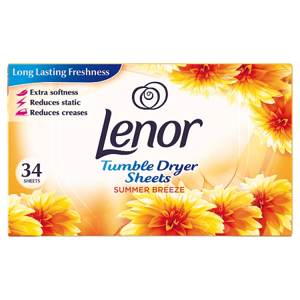 Long Lasting Freshness
Extra softness
Reduces static
Reduces creases
Lenor
Tumble Dryer
Sheets
SUMMER BREEZE
34
SHEETS